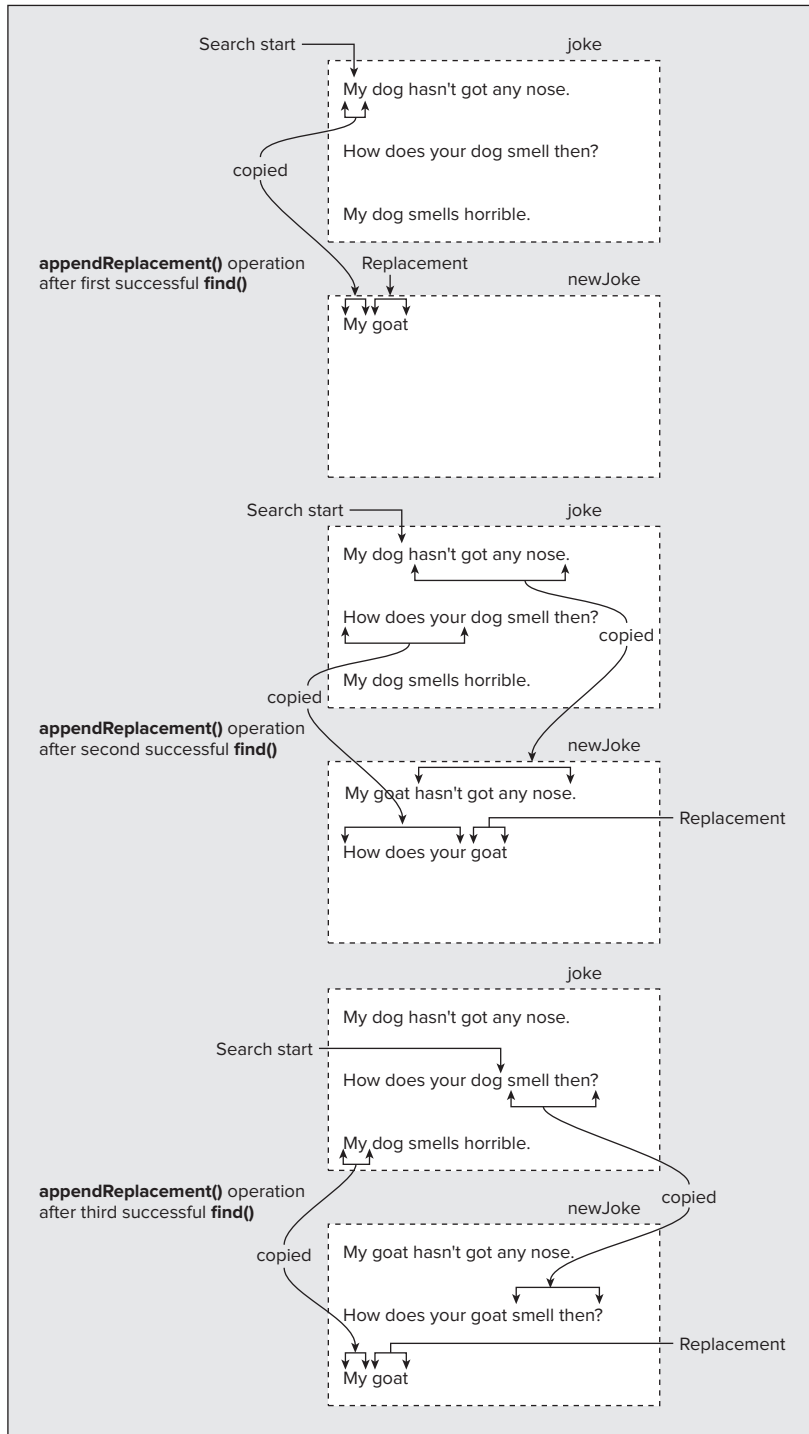 Search start
joke
My dog hasn't got any nose.
How does your dog smell then?
copied
My dog smells horrible.
appendReplacement() operation
after first successful find()
Replacement
newJoke
My goat
Search start
joke
My dog hasn't got any nose.
How does your dog smell then?
copied
copied
My dog smells horrible.
appendReplacement() operation
after second successful find()
newJoke
My goat hasn't got any nose.
Replacement
How does your goat
joke
My dog hasn't got any nose.
Search start
How does your dog smell then?
My dog smells horrible.
appendReplacement() operation
after third successful find()
copied
newJoke
copied
My goat hasn't got any nose.
How does your goat smell then?
Replacement
My goat